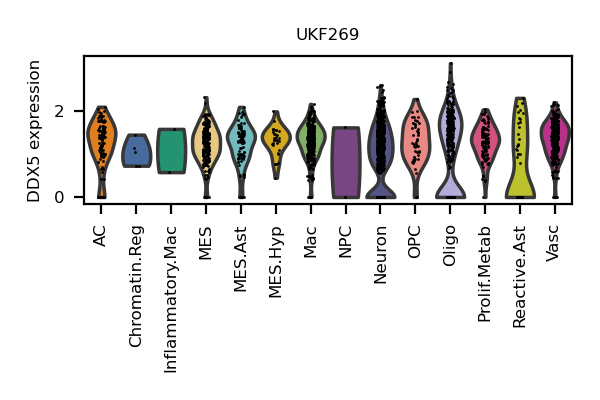 UKF269
DDX5 expression
2
0
AC
Chromatin.Reg
Inflammatory.Mac
MES
MES.Ast
MES.Hyp
Mac
NPC
Neuron
OPC
Oligo
Prolif.Metab
Reactive.Ast
Vasc